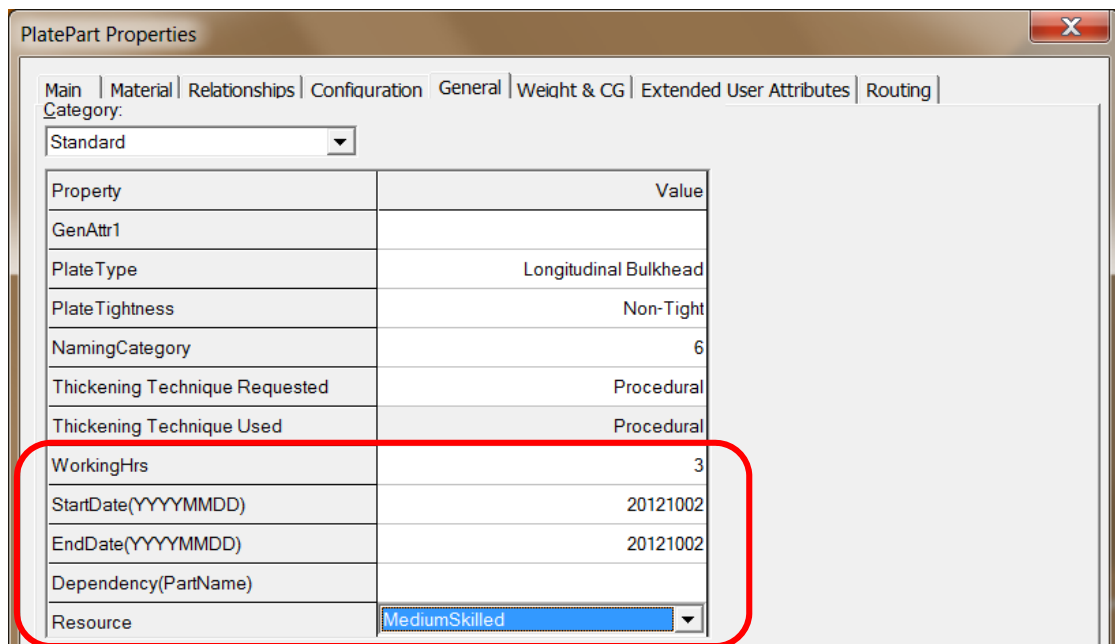 PlatePart Properties
X
Main Material Relationships Configuration General Weight & CG Extended User Attributes Routing
Category:
Standard
Property Value
GenAttr1
PlateType Longitudinal Bulkhead
PlateTightness Non-Tight
NamingCategory 6
Thickening Technique Requested Procedural
Thickening Technique Used Procedural
WorkingHrs 3
StartDate(YYYYMMDD) 20121002
EndDate(YYYYMMDD) 20121002
Dependency(PartName)
Resource MediumSkilled